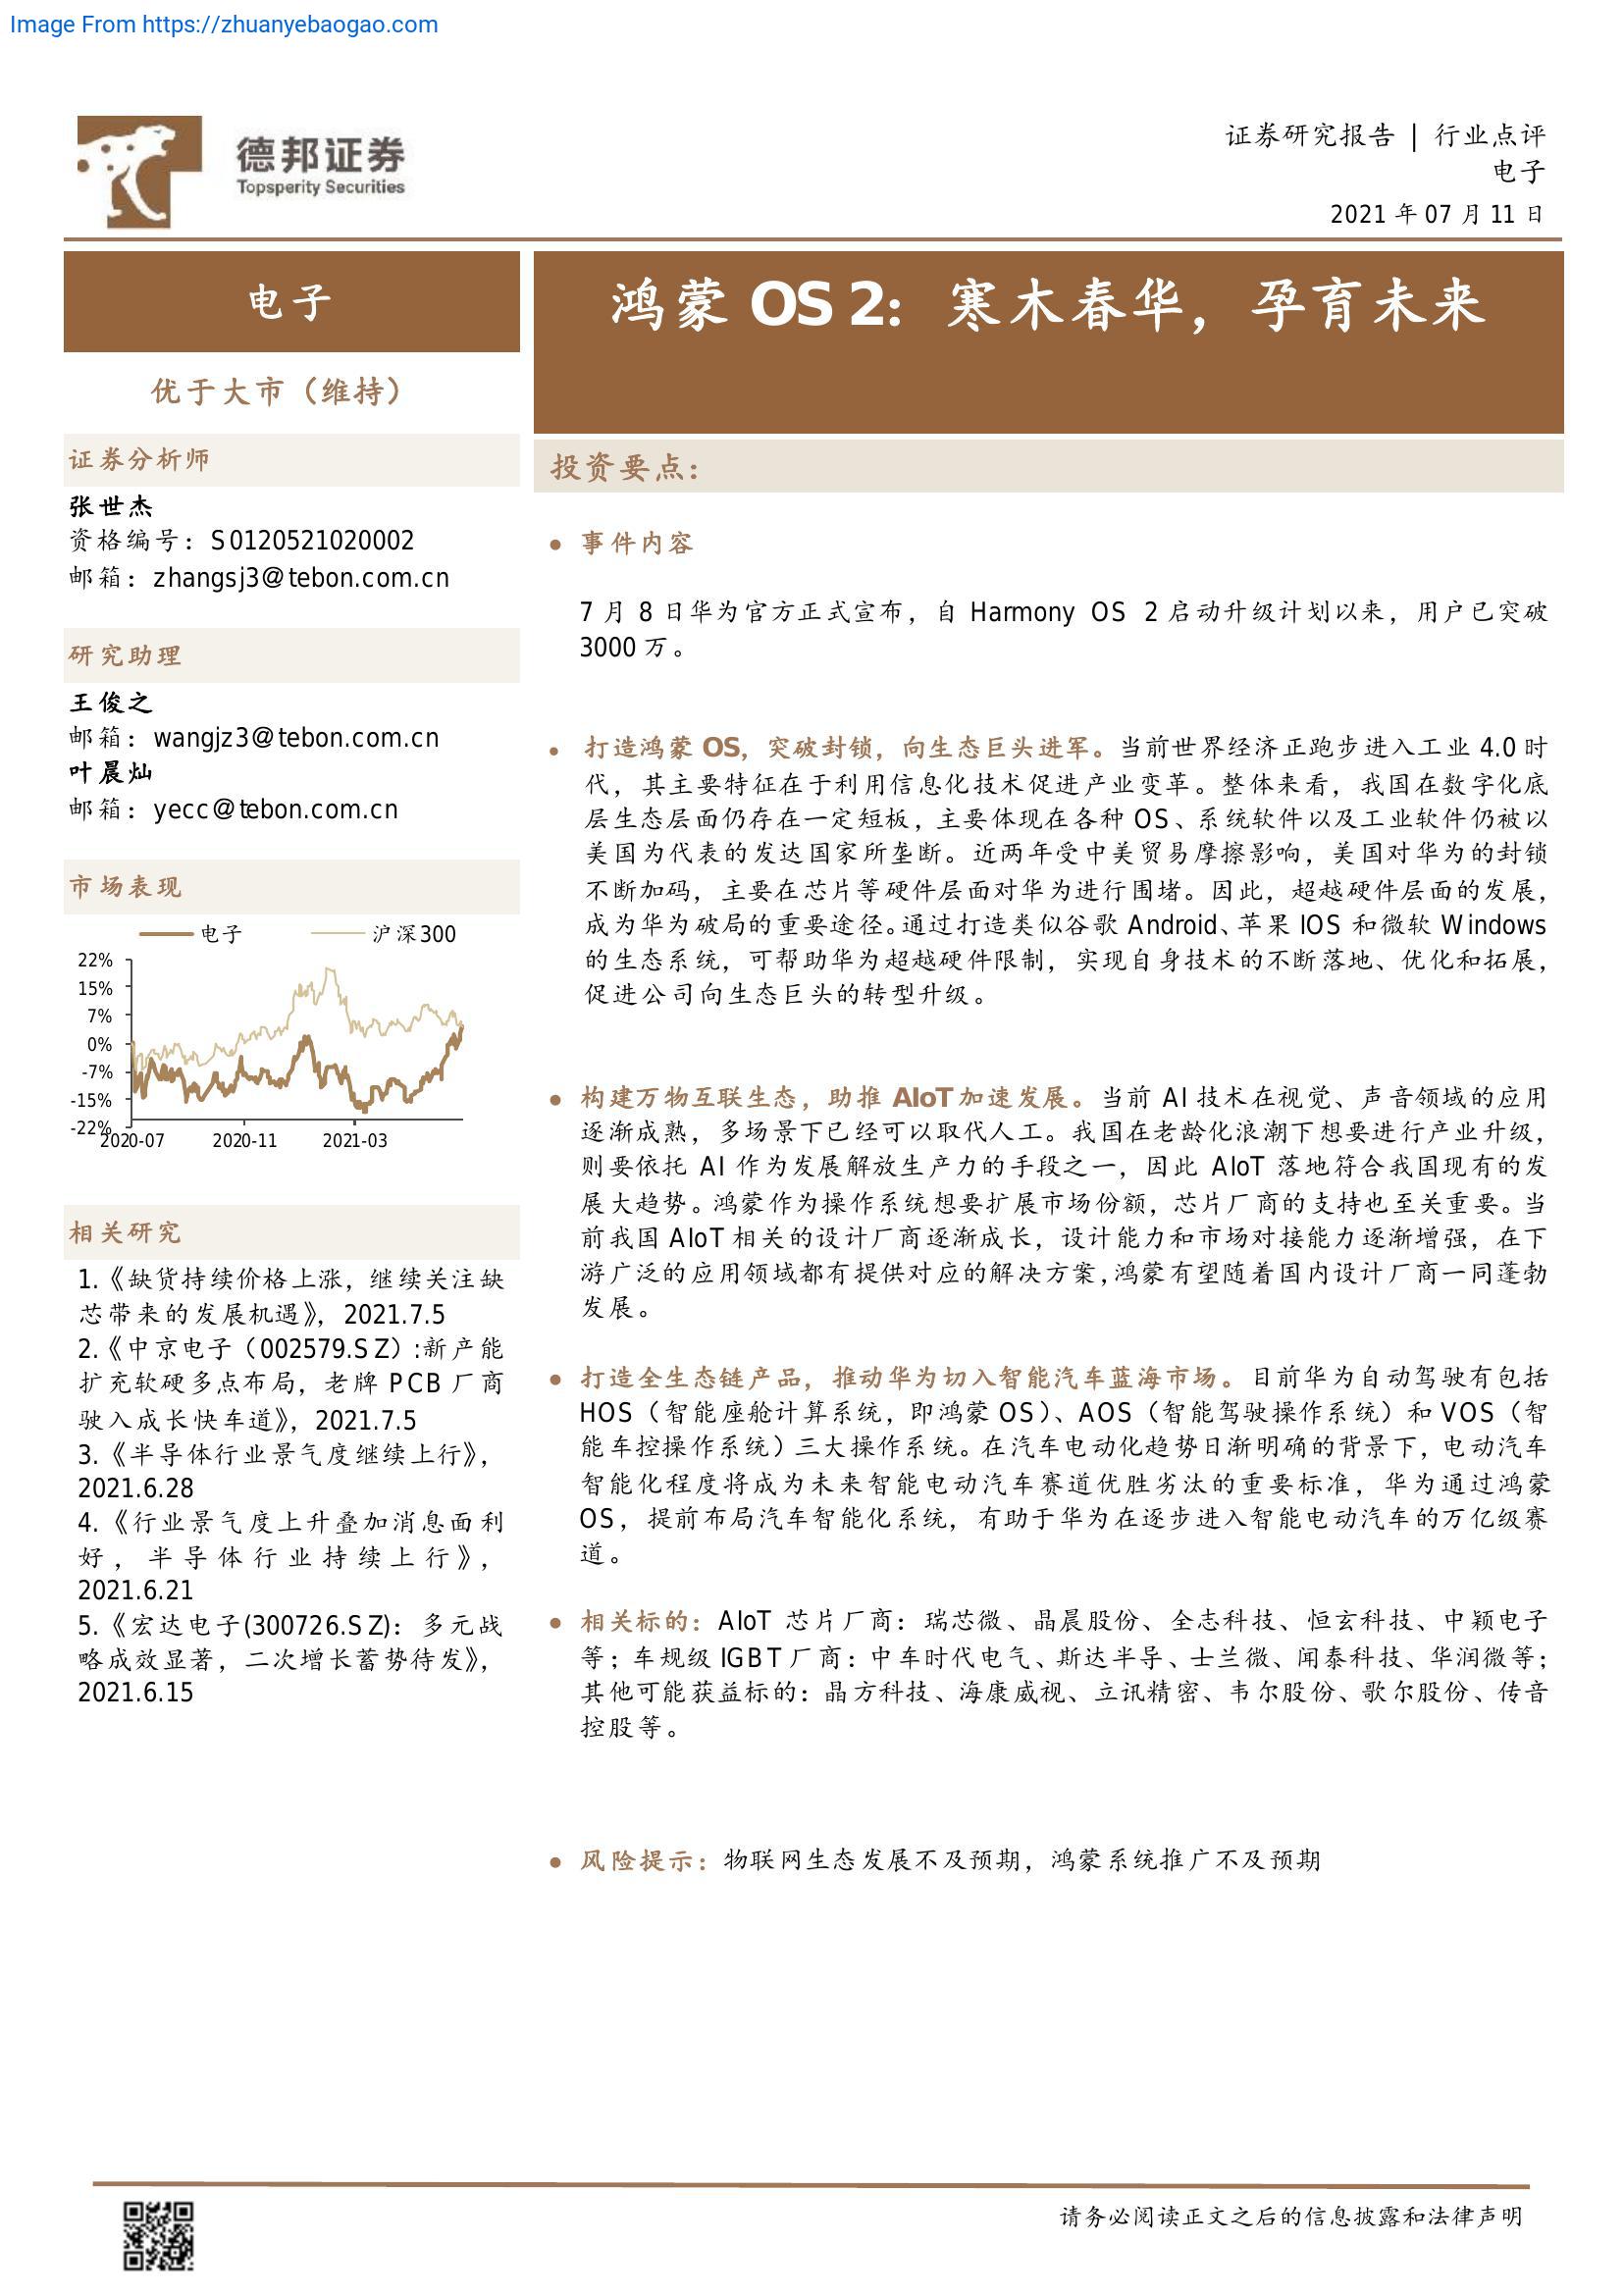 Image From https://zhuanyebaogao.com
德邦证券
Topsperity Securities
证券研究报告 | 行业点评
电子
2021 年 07 月 11 日
电子
优于大市（维持）
证券分析师
张世杰
资格编号：S0120521020002
邮箱：zhangsj3@tebon.com.cn
研究助理
王俊之
邮箱：wangjz3@tebon.com.cn
叶晨灿
邮箱：yecc@tebon.com.cn
市场表现
电子 沪深300
22%
15%
7%
0%
-7%
-15%
-22%
2020-07 2020-11 2021-03
相关研究
1.《缺货持续价格上涨，继续关注缺
芯带来的发展机遇》，2021.7.5
2.《中京电子（002579.SZ）:新产能
扩充软硬多点布局，老牌 PCB 厂商
驶入成长快车道》，2021.7.5
3.《半导体行业景气度继续上行》，
2021.6.28
4.《行业景气度上升叠加消息面利
好，半导体行业持续上行》，
2021.6.21
5.《宏达电子(300726.SZ)：多元战
略成效显著，二次增长蓄势待发》，
2021.6.15
鸿蒙 OS 2：寒木春华，孕育未来
投资要点：
● 事件内容
7 月 8 日华为官方正式宣布，自 Harmony OS 2 启动升级计划以来，用户已突破
3000 万。
● 打造鸿蒙 OS，突破封锁，向生态巨头进军。当前世界经济正跑步进入工业 4.0 时
代，其主要特征在于利用信息化技术促进产业变革。整体来看，我国在数字化底
层生态层面仍存在一定短板，主要体现在各种 OS、系统软件以及工业软件仍被以
美国为代表的发达国家所垄断。近两年受中美贸易摩擦影响，美国对华为的封锁
不断加码，主要在芯片等硬件层面对华为进行围堵。因此，超越硬件层面的发展，
成为华为破局的重要途径。通过打造类似谷歌 Android、苹果 IOS 和微软 Windows
的生态系统，可帮助华为超越硬件限制，实现自身技术的不断落地、优化和拓展，
促进公司向生态巨头的转型升级。
● 构建万物互联生态，助推 AIoT 加速发展。当前 AI 技术在视觉、声音领域的应用
逐渐成熟，多场景下已经可以取代人工。我国在老龄化浪潮下想要进行产业升级，
则要依托 AI 作为发展解放生产力的手段之一，因此 AIoT 落地符合我国现有的发
展大趋势。鸿蒙作为操作系统想要扩展市场份额，芯片厂商的支持也至关重要。当
前我国 AIoT 相关的设计厂商逐渐成长，设计能力和市场对接能力逐渐增强，在下
游广泛的应用领域都有提供对应的解决方案，鸿蒙有望随着国内设计厂商一同蓬勃
发展。
● 打造全生态链产品，推动华为切入智能汽车蓝海市场。目前华为自动驾驶有包括
HOS（智能座舱计算系统，即鸿蒙 OS）、AOS（智能驾驶操作系统）和 VOS（智
能车控操作系统）三大操作系统。在汽车电动化趋势日渐明确的背景下，电动汽车
智能化程度将成为未来智能电动汽车赛道优胜劣汰的重要标准，华为通过鸿蒙
OS，提前布局汽车智能化系统，有助于华为在逐步进入智能电动汽车的万亿级赛
道。
● 相关标的：AIoT 芯片厂商：瑞芯微、晶晨股份、全志科技、恒玄科技、中颖电子
等；车规级 IGBT 厂商：中车时代电气、斯达半导、士兰微、闻泰科技、华润微等；
其他可能获益标的：晶方科技、海康威视、立讯精密、韦尔股份、歌尔股份、传音
控股等。
● 风险提示：物联网生态发展不及预期，鸿蒙系统推广不及预期
请务必阅读正文之后的信息披露和法律声明